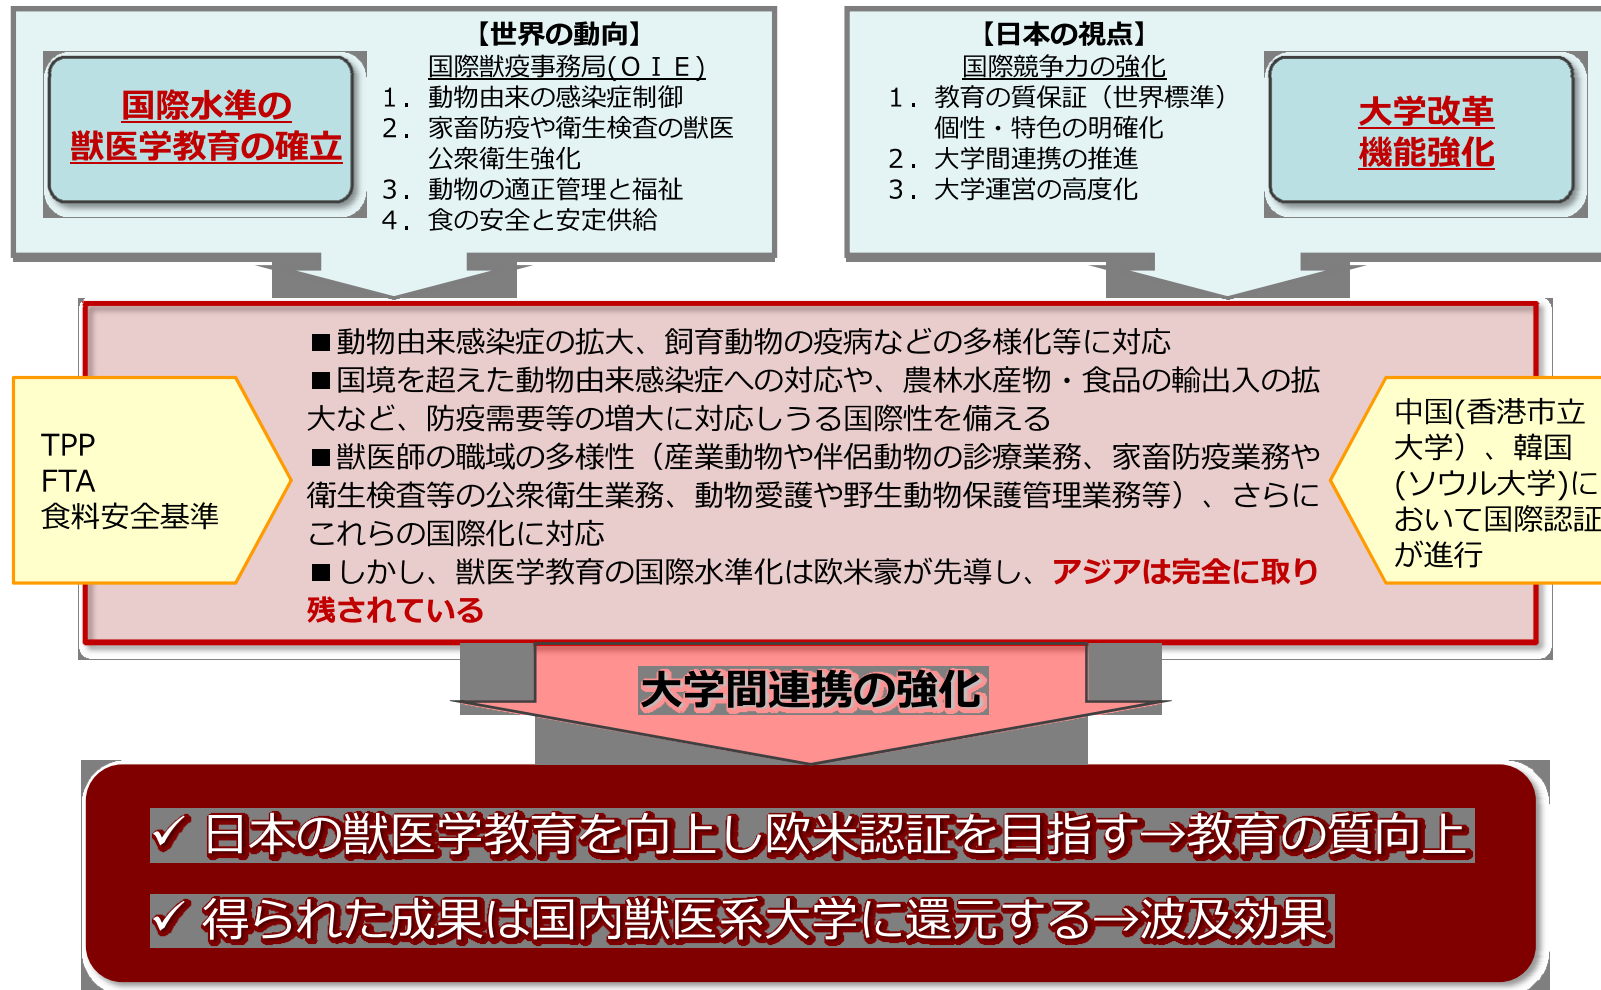 【世界の動向】
国際水準の
獣医学教育の確立
国際獣疫事務局(ＯＩＥ)
１．動物由来の感染症制御
２．家畜防疫や衛生検査の獣医
公衆衛生強化
３．動物の適正管理と福祉
４．食の安全と安定供給
【日本の視点】
国際競争力の強化
１．教育の質保証（世界標準）
個性・特色の明確化
２．大学間連携の推進
３．大学運営の高度化
大学改革
機能強化
TPP
FTA
食料安全基準
■動物由来感染症の拡大、飼育動物の疫病などの多様化等に対応
■国境を超えた動物由来感染症への対応や、農林水産物・食品の輸出入の拡
大など、防疫需要等の増大に対応しうる国際性を備える
■獣医師の職域の多様性（産業動物や伴侶動物の診療業務、家畜防疫業務や
衛生検査等の公衆衛生業務、動物愛護や野生動物保護管理業務等）、さらに
これらの国際化に対応
■しかし、獣医学教育の国際水準化は欧米豪が先導し、アジアは完全に取り
残されている
中国(香港市立
大学）、韓国
(ソウル大学)に
おいて国際認証
が進行
大学間連携の強化
✓ 日本の獣医学教育を向上し欧米認証を目指す→教育の質向上
✓ 得られた成果は国内獣医系大学に還元する→波及効果